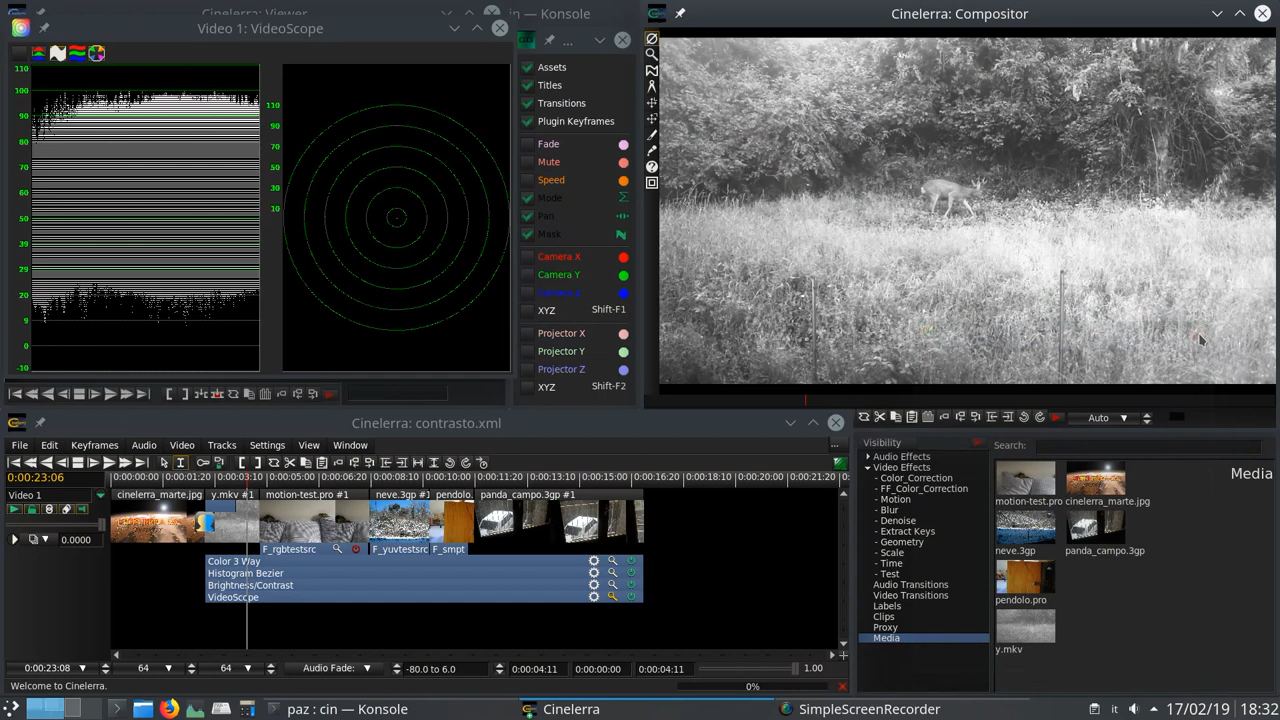 Cinelerra: Viewer
in — Konsole
Cinelerra: Compositor
Video 1: VideoScope
...
110
100
90
80
70
60
50
39
29
20
9
0
-10
110
90
70
50
30
10
Assets
Titles
Transitions
Plugin Keyframes
Fade
Mute
Speed
Mode
Pan
Mask
Camera X
Camera Y
Camera Z
XYZ Shift-F1
Projector X
Projector Y
Projector Z
XYZ Shift-F2
Auto
Cinelerra: contrasto.xml
File Edit Keyframes Audio Video Tracks Settings View Window ...
0:00:23:06 0:00:00:00 0:00:01:20 0:00:03:10 0:00:05:00 0:00:06:20 0:00:08:10 0:00:10:00 0:00:11:20 0:00:13:10 0:00:15:00 0:00:16:20 0:00:18:10 0:00:20:00 0:00:21:20
Video 1
cinelerra_marte.jpg y.mkv #1 motion-test.pro #1 neve.3gp #1 pendolo. panda_campo.3gp #1
0.0000
F_rgbtestsrc F_yuvtestsrc F_smpt
Color 3 Way
Histogram Bezier
Brightness/Contrast
VideoScope
0:00:23:08 64 64 Audio Fade: -80.0 to 6.0 0:00:04:11 0:00:00:00 0:00:04:11 1.00
Welcome to Cinelerra. 0%
Visibility
Audio Effects
Video Effects
- Color_Correction
- FF_Color_Correction
- Motion
- Blur
- Denoise
- Extract Keys
- Geometry
- Scale
- Time
- Test
Audio Transitions
Video Transitions
Labels
Clips
Proxy
Media
Search:
Media
motion-test.pro cinelerra_marte.jpg
neve.3gp panda_campo.3gp
pendolo.pro
y.mkv
paz : cin — Konsole Cinelerra SimpleScreenRecorder it 17/02/19 18:32